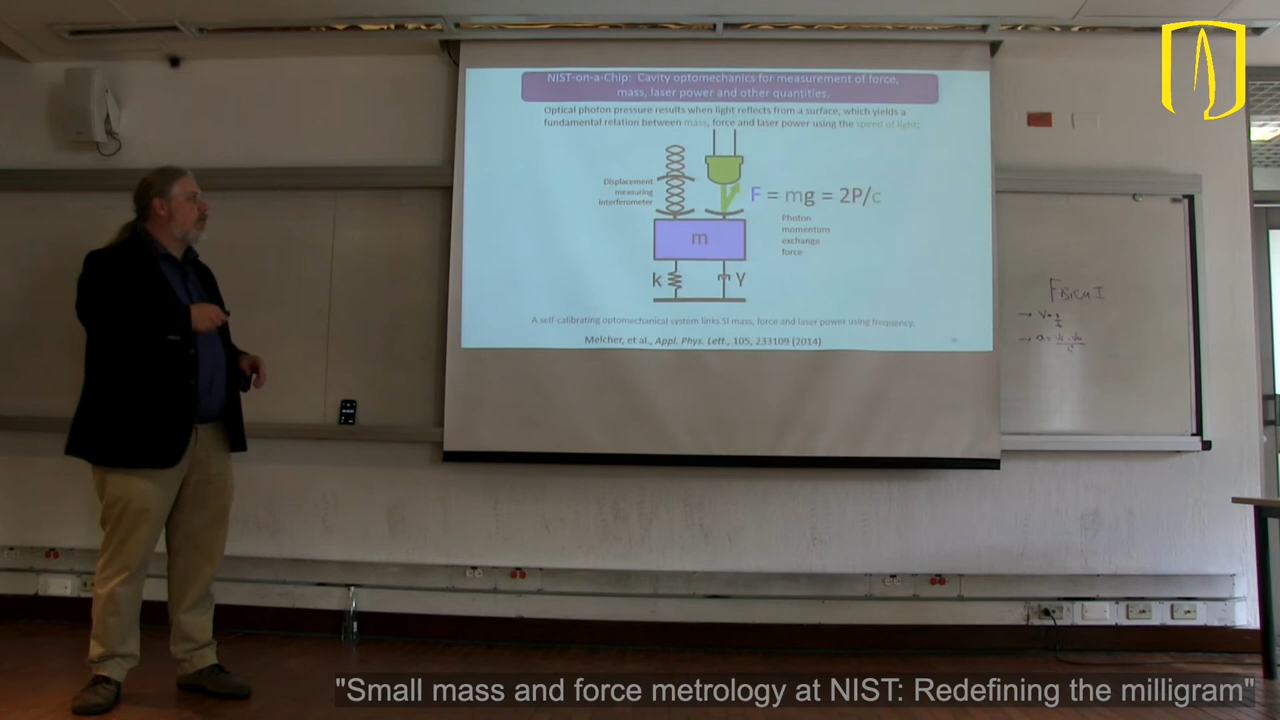 NIST-on-a-Chip: Cavity optomechanics for measurement of force,
mass, laser power and other quantities.
Optical photon pressure results when light reflects from a surface, which yields a
fundamental relation between mass, force and laser power using the speed of light:
Displacement
measuring
interferometer
F = mg = 2P/c
Photon
momentum
exchange
force
m
k
γ
A self-calibrating optomechanical system links SI mass, force and laser power using frequency.
Melcher, et al., Appl. Phys. Lett., 105, 233109 (2014)
FISICA I
"Small mass and force metrology at NIST: Redefining the milligram"